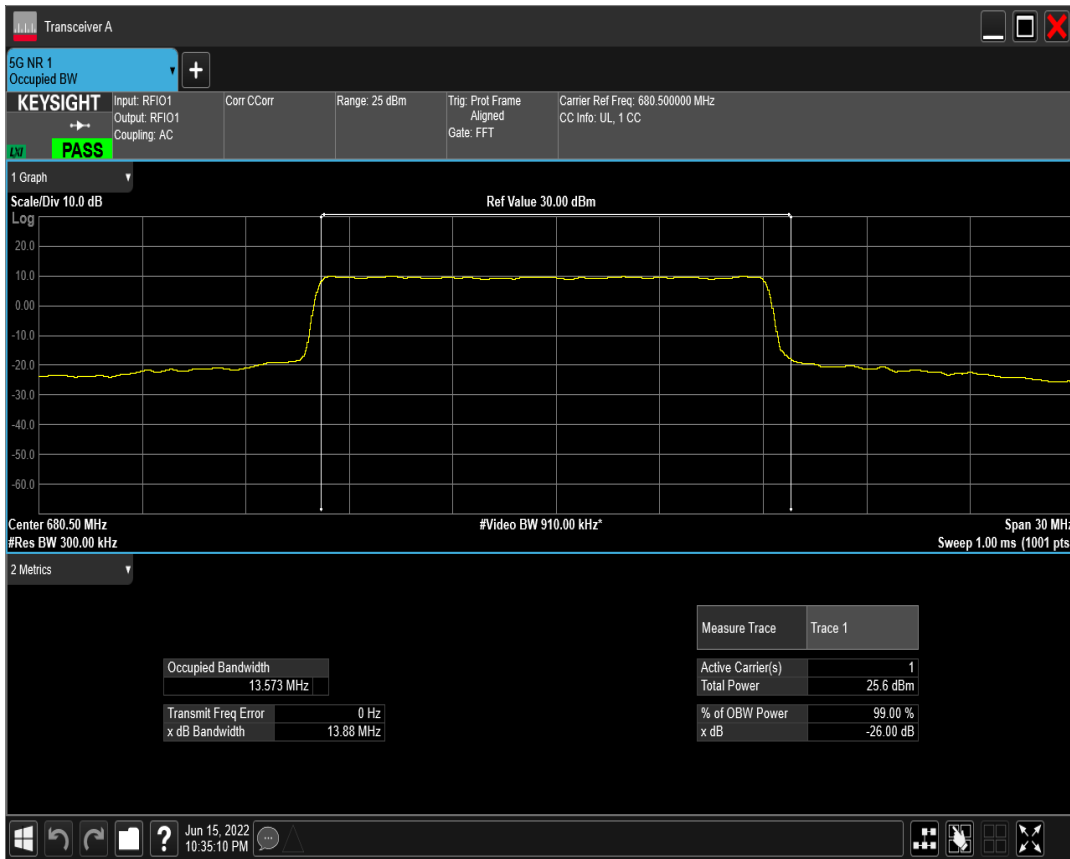 Transceiver A
5G NR 1
Occupied BW
KEYSIGHT
LXI
PASS
Input: RFIO1
Output: RFIO1
Coupling: AC
Corr CCorr
Range: 25 dBm
Trig: Prot Frame
Aligned
Gate: FFT
Carrier Ref Freq: 680.500000 MHz
CC Info: UL, 1 CC
1 Graph
Scale/Div 10.0 dB
Ref Value 30.00 dBm
Log
20.0
10.0
0.00
-10.0
-20.0
-30.0
-40.0
-50.0
-60.0
Center 680.50 MHz
#Video BW 910.00 kHz*
Span 30 MHz
#Res BW 300.00 kHz
Sweep 1.00 ms (1001 pts
2 Metrics
Measure Trace Trace 1
Occupied Bandwidth
13.573 MHz
Active Carrier(s) 1
Total Power 25.6 dBm
Transmit Freq Error 0 Hz
x dB Bandwidth 13.88 MHz
% of OBW Power 99.00 %
x dB -26.00 dB
Jun 15, 2022
10:35:10 PM